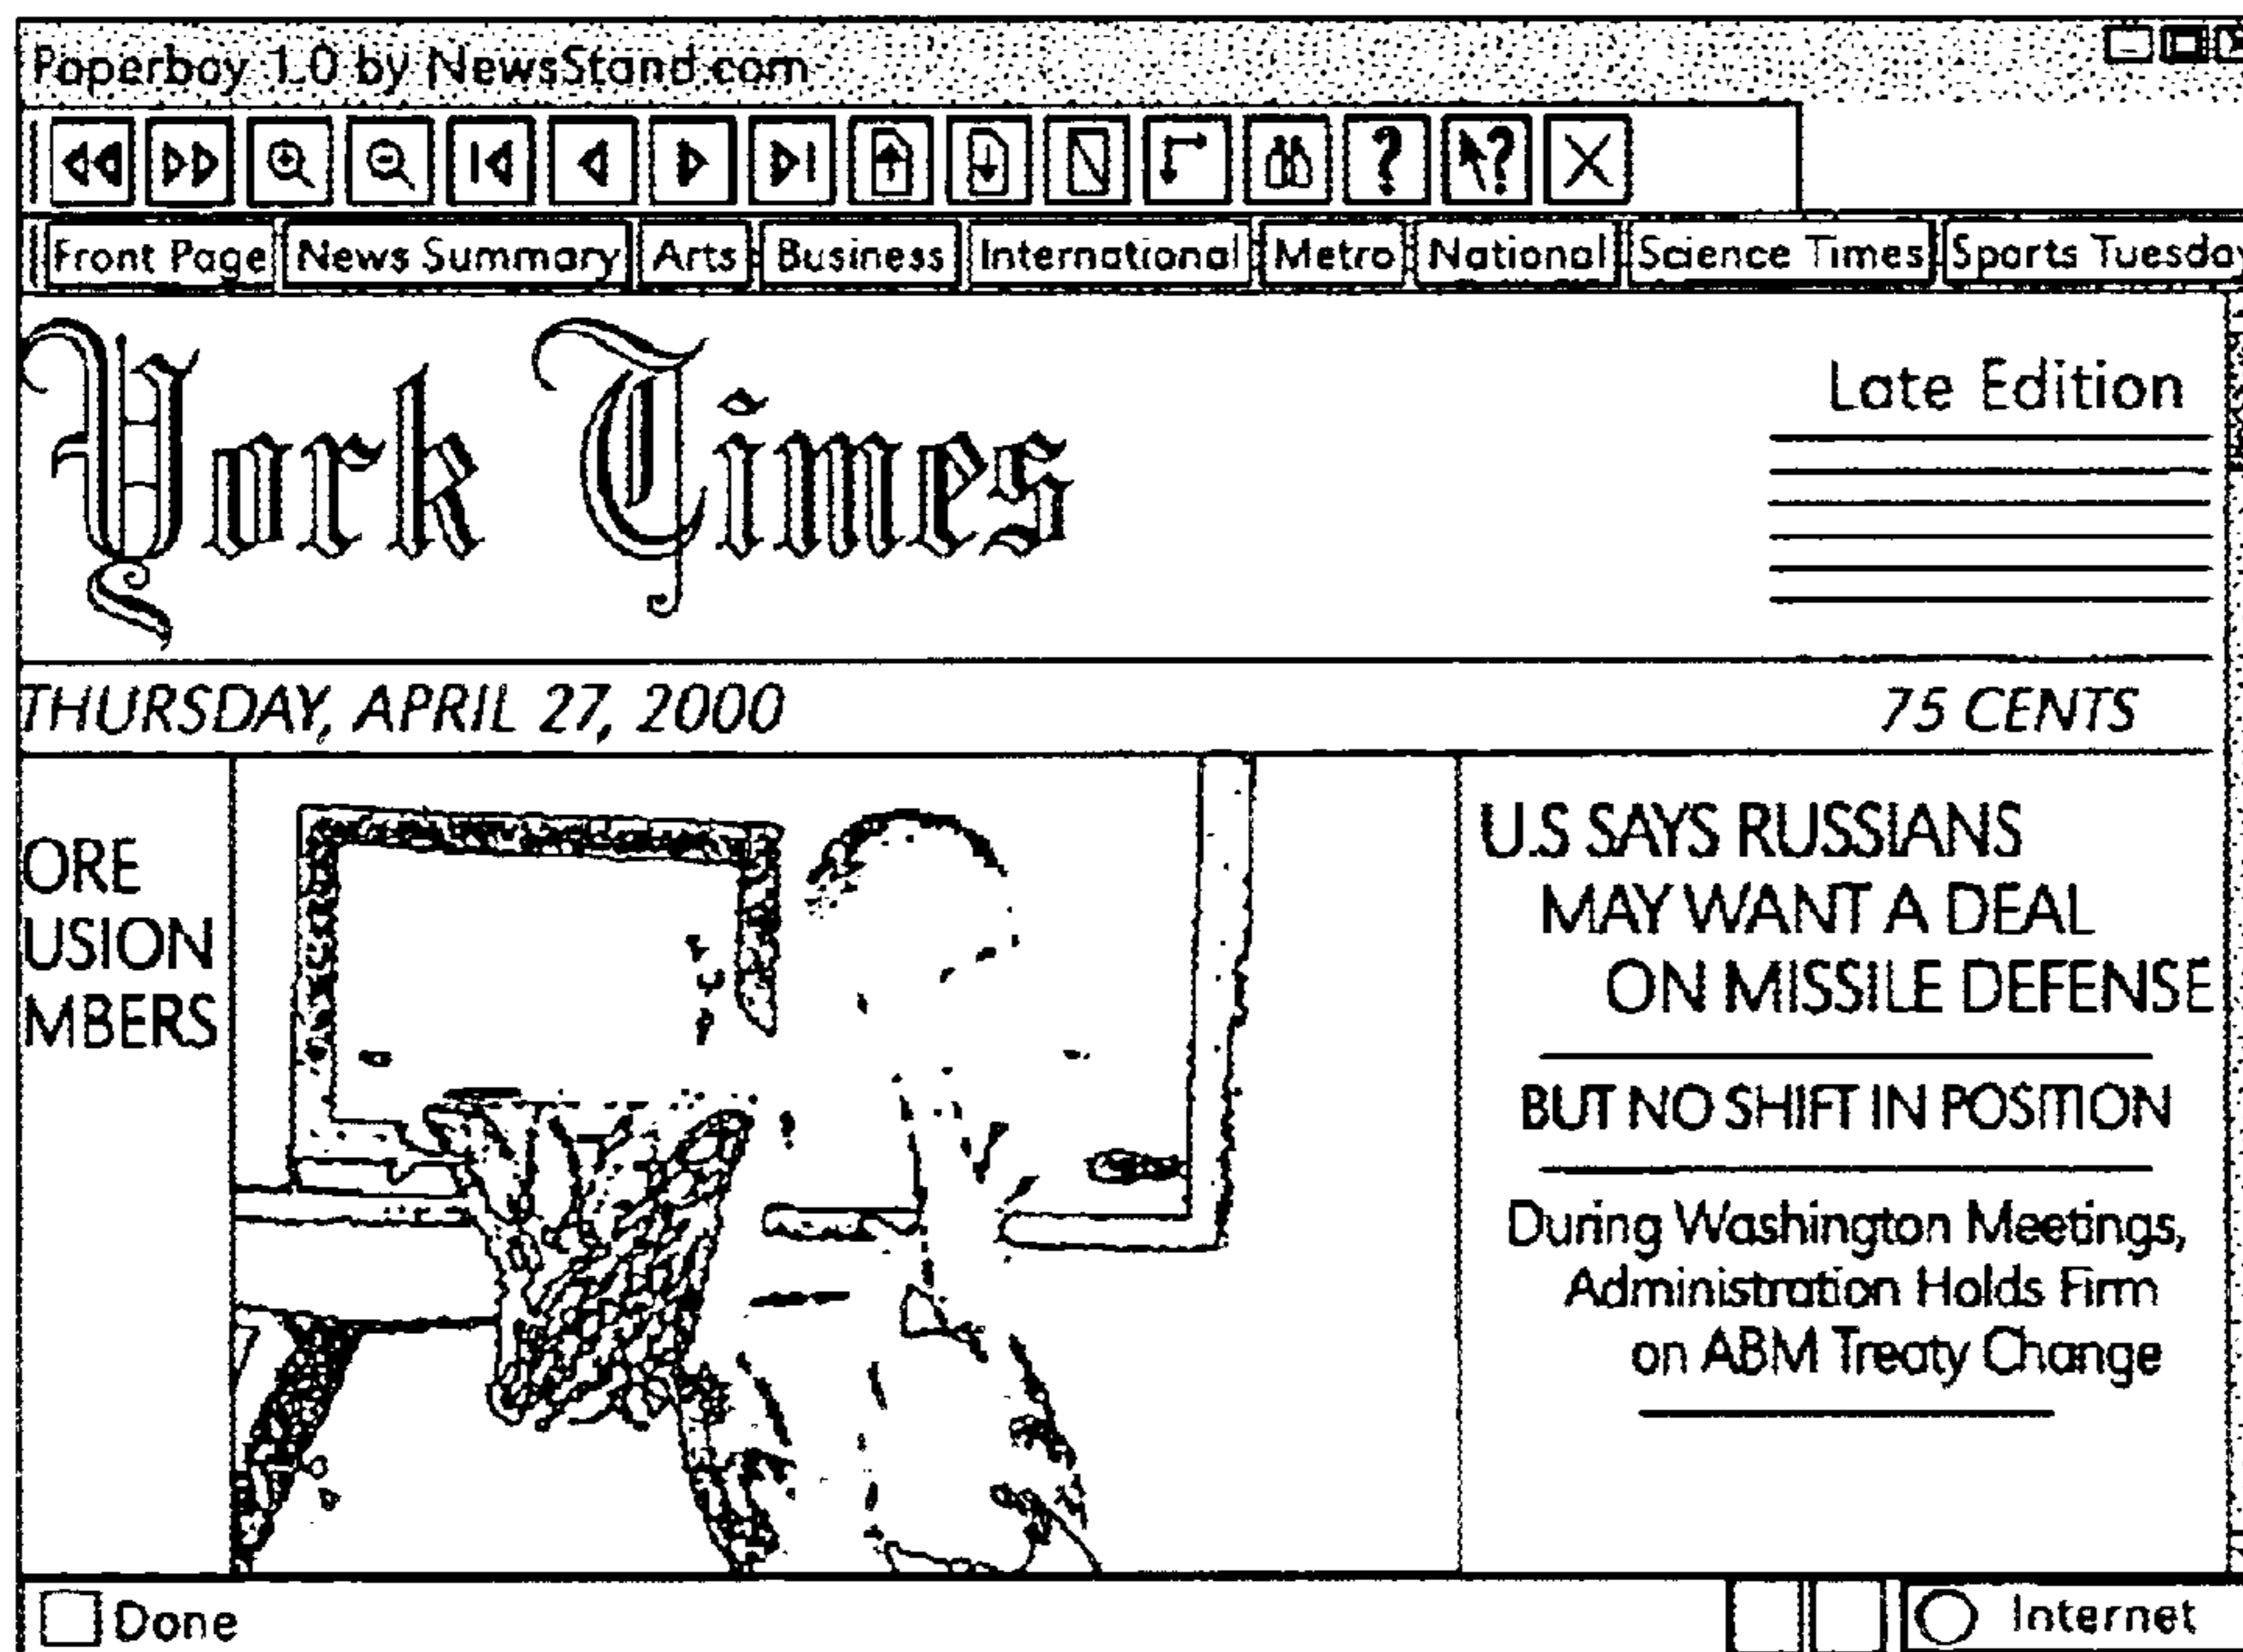 Paperboy 1.0 by NewsStand.com
Front Page News Summary Arts Business International Metro National Science Times Sports Tuesday
York Times
Late Edition
THURSDAY, APRIL 27, 2000 75 CENTS
ORE
USION
MBERS
U.S SAYS RUSSIANS
MAY WANT A DEAL
ON MISSILE DEFENSE
BUT NO SHIFT IN POSITION
During Washington Meetings,
Administration Holds Firm
on ABM Treaty Change
Done Internet